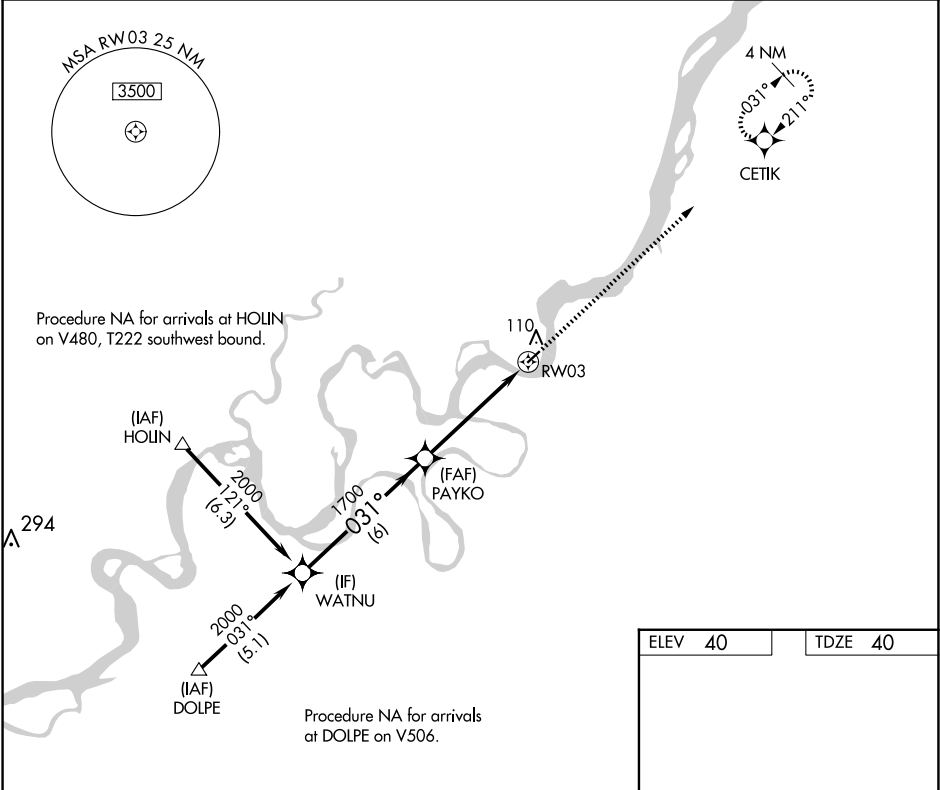 MSA RW03 25 NM
3500
4 NM
031°
211°
CETIK
Procedure NA for arrivals at HOLIN
on V480, T222 southwest bound.
110
RW03
(IAF)
HOLIN
2000
121°
(6.3)
(FAF)
PAYKO
1700
031°
(6)
294
(IF)
WATNU
2000
031°
(5.1)
(IAF)
DOLPE
Procedure NA for arrivals
at DOLPE on V506.
ELEV 40
TDZE 40